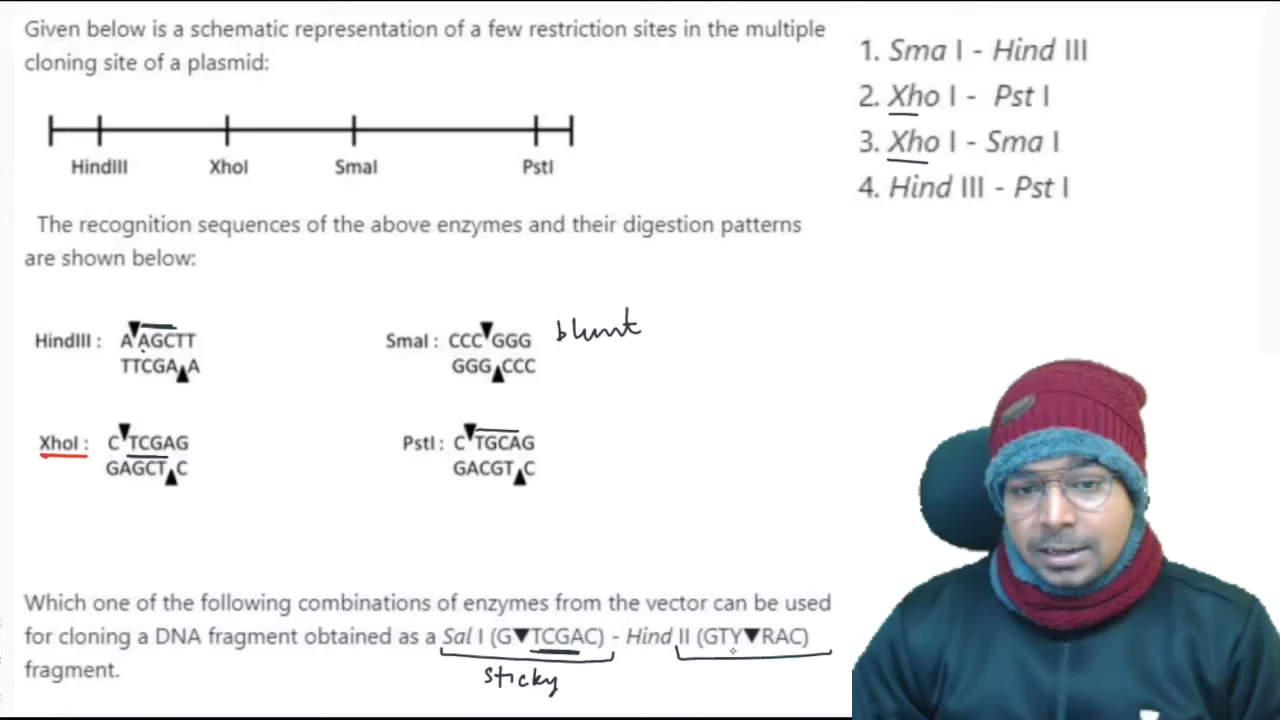 Given below is a schematic representation of a few restriction sites in the multiple
cloning site of a plasmid:
HindIII XhoI SmaI PstI
The recognition sequences of the above enzymes and their digestion patterns
are shown below:
HindIII : A▼AGCTT
TTCGA▲A
SmaI : CCC▼GGG
GGG▲CCC
blunt
XhoI : C▼TCGAG
GAGCT▲C
PstI : C▼TGCAG
GACGT▲C
Which one of the following combinations of enzymes from the vector can be used
for cloning a DNA fragment obtained as a Sal I (G▼TCGAC) - Hind II (GTY▼RAC)
fragment.
sticky
1. Sma I - Hind III
2. Xho I - Pst I
3. Xho I - Sma I
4. Hind III - Pst I